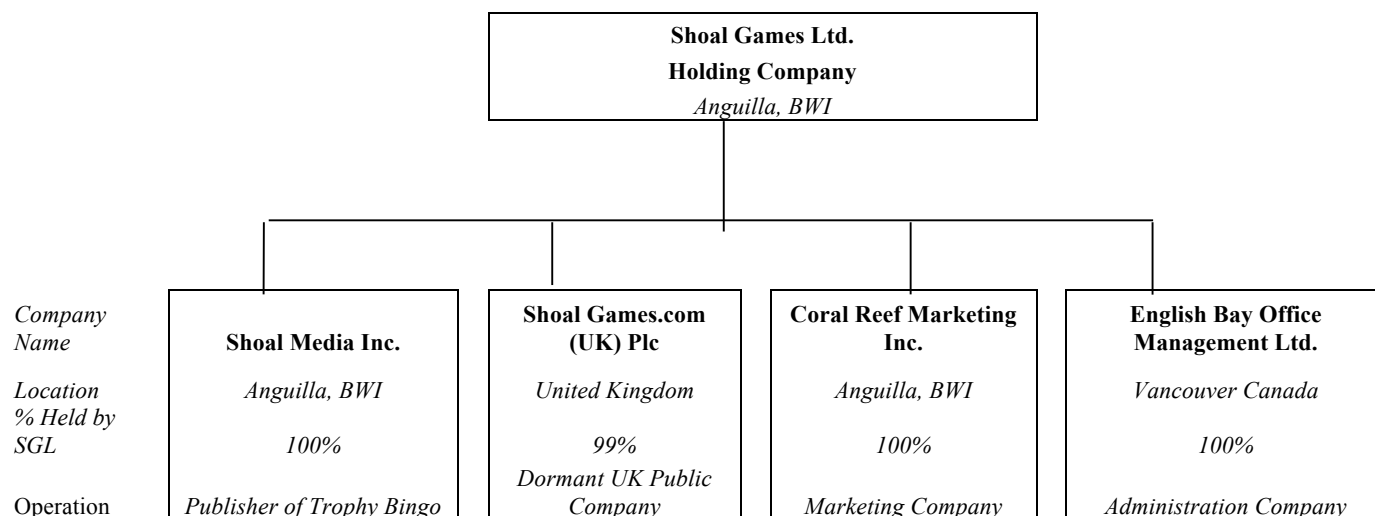 Shoal Games Ltd.
Holding Company
Anguilla, BWI
Company
Name
Shoal Media Inc.
Shoal Games.com
(UK) Plc
Coral Reef Marketing
Inc.
English Bay Office
Management Ltd.
Location
Anguilla, BWI
United Kingdom
Anguilla, BWI
Vancouver Canada
% Held by
SGL
100%
99%
100%
100%
Operation
Publisher of Trophy Bingo
Dormant UK Public
Company
Marketing Company
Administration Company